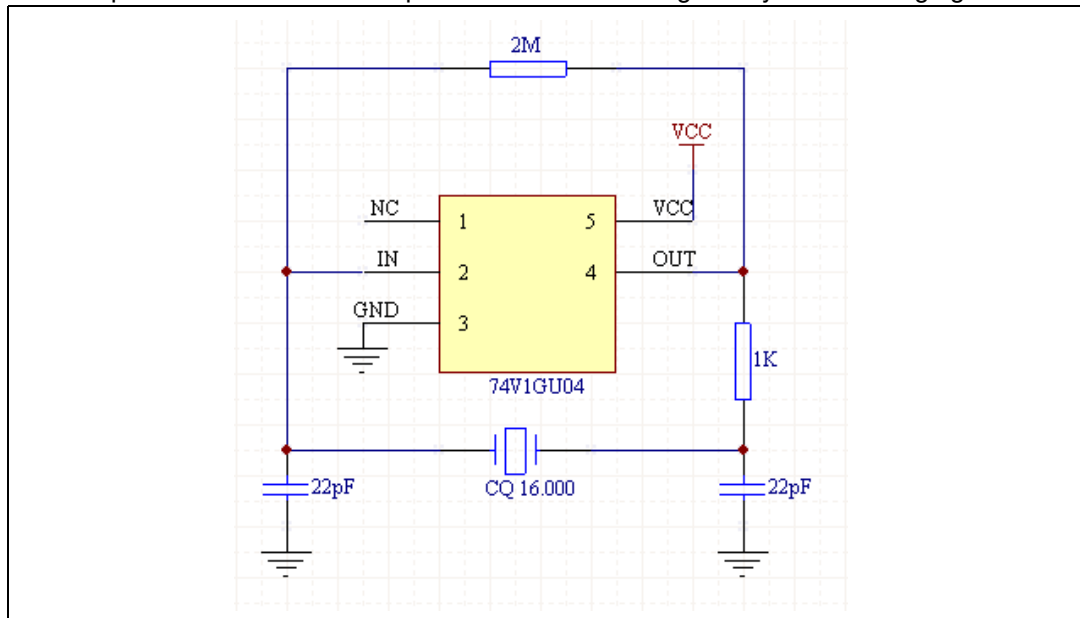 2M
VCC
NC
1
5
VCC
IN
2
4
OUT
GND
3
1K
74V1GU04
22pF
CQ 16.000
22pF